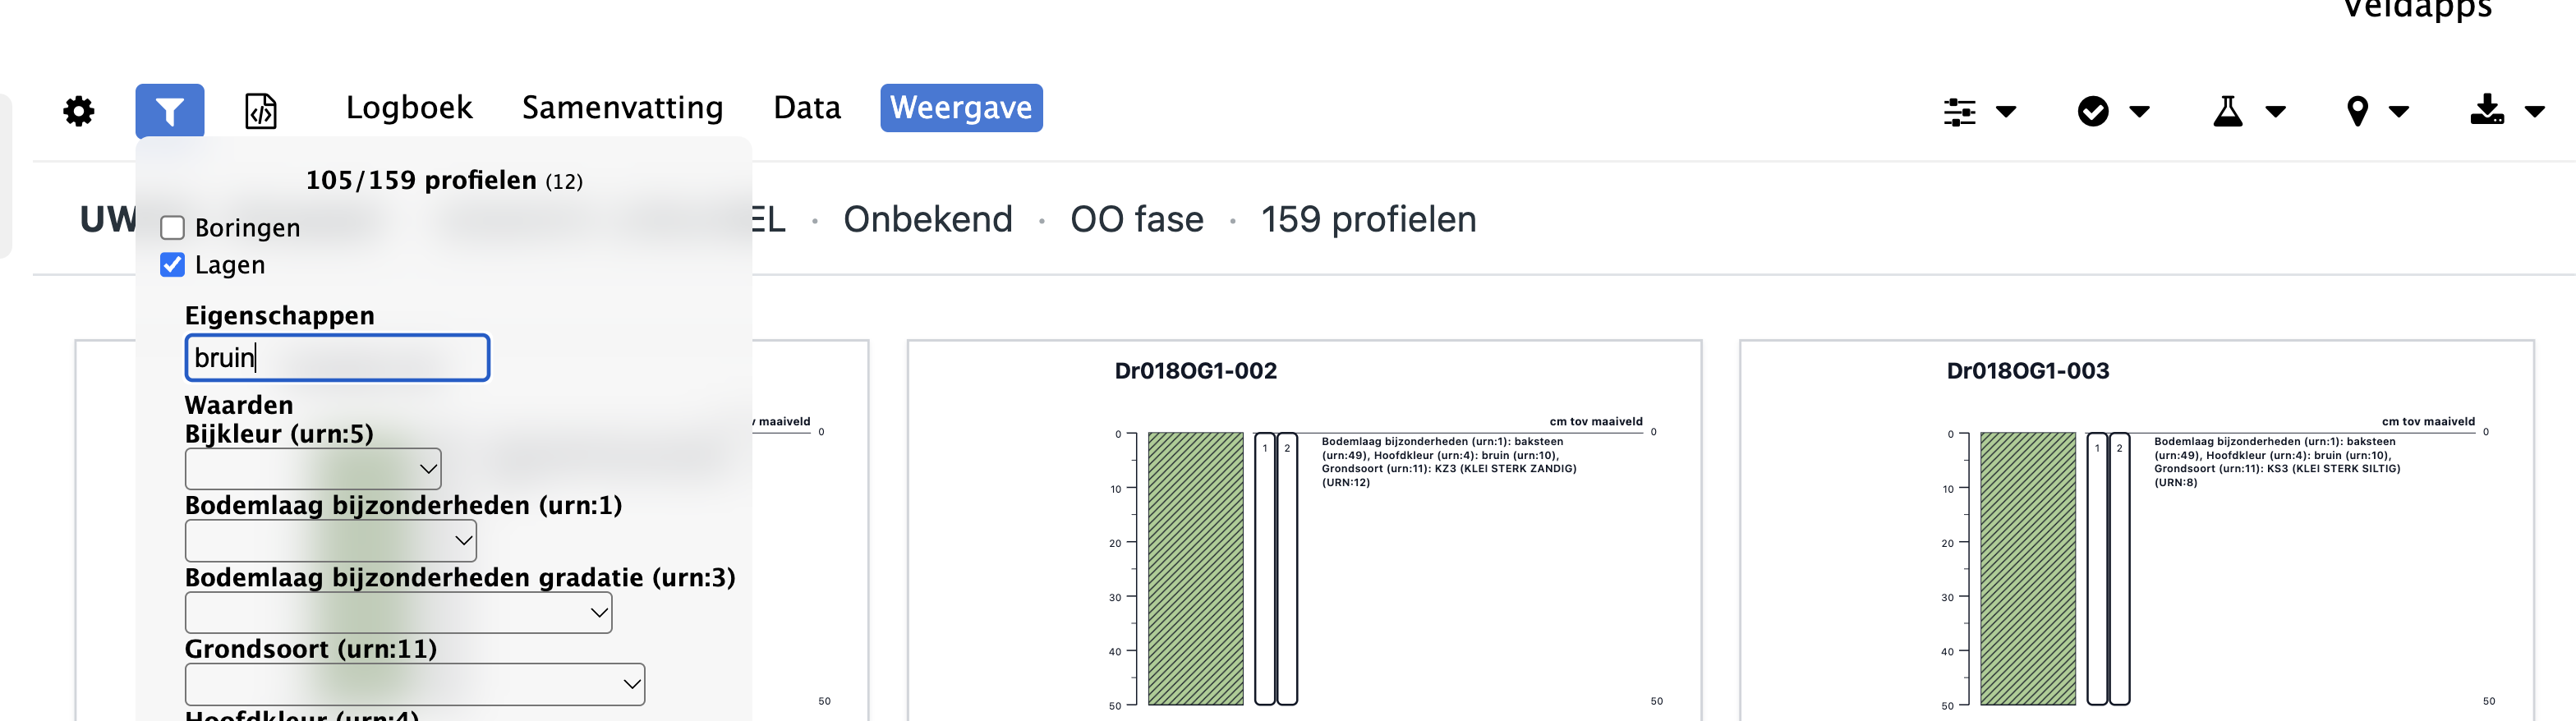 Veldapps
Logboek Samenvatting Data Weergave
105/159 profielen (12)
UW EL · Onbekend · OO fase · 159 profielen
Boringen
Lagen
Eigenschappen
bruin
Waarden
Bijkleur (urn:5)
Bodemlaag bijzonderheden (urn:1)
Bodemlaag bijzonderheden gradatie (urn:3)
Grondsoort (urn:11)
Hoofdkleur (urn:4)
v maaiveld
0
50
Dr018OG1-002
cm tov maaiveld
0
0
10
20
30
40
50
1 2
Bodemlaag bijzonderheden (urn:1): baksteen
(urn:49), Hoofdkleur (urn:4): bruin (urn:10),
Grondsoort (urn:11): KZ3 (KLEI STERK ZANDIG)
(URN:12)
50
Dr018OG1-003
cm tov maaiveld
0
0
10
20
30
40
50
1 2
Bodemlaag bijzonderheden (urn:1): baksteen
(urn:49), Hoofdkleur (urn:4): bruin (urn:10),
Grondsoort (urn:11): KS3 (KLEI STERK SILTIG)
(URN:8)
50